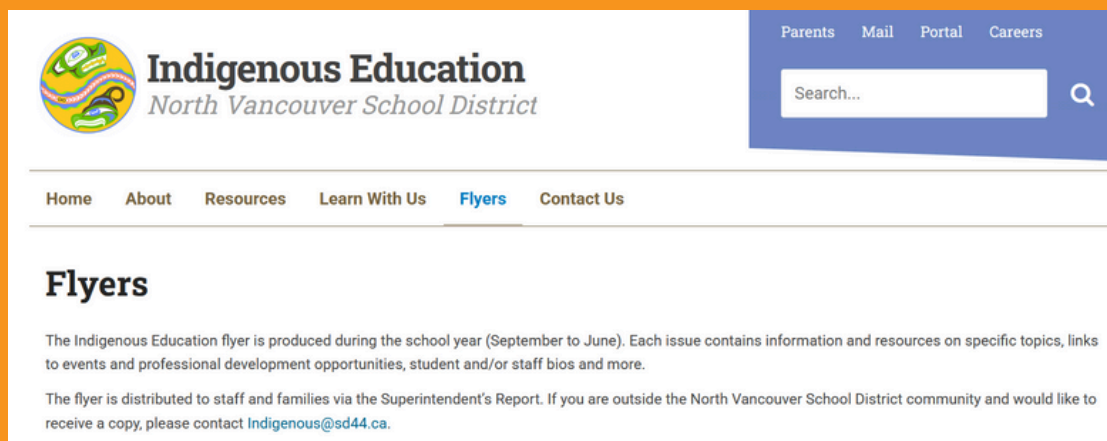 Parents Mail Portal Careers
Indigenous Education
North Vancouver School District
Search...
Home About Resources Learn With Us Flyers Contact Us
Flyers
The Indigenous Education flyer is produced during the school year (September to June). Each issue contains information and resources on specific topics, links
to events and professional development opportunities, student and/or staff bios and more.
The flyer is distributed to staff and families via the Superintendent's Report. If you are outside the North Vancouver School District community and would like to
receive a copy, please contact Indigenous@sd44.ca.